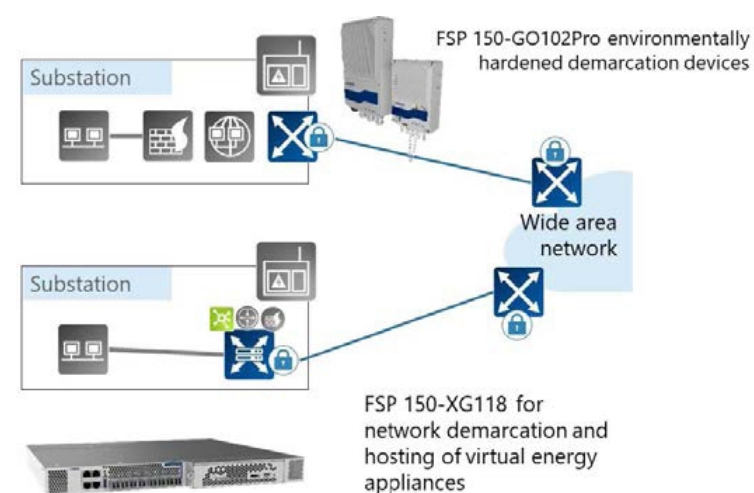 FSP 150-GO102Pro environmentally
hardened demarcation devices
Substation
Wide area
network
Substation
FSP 150-XG118 for
network demarcation and
hosting of virtual energy
appliances